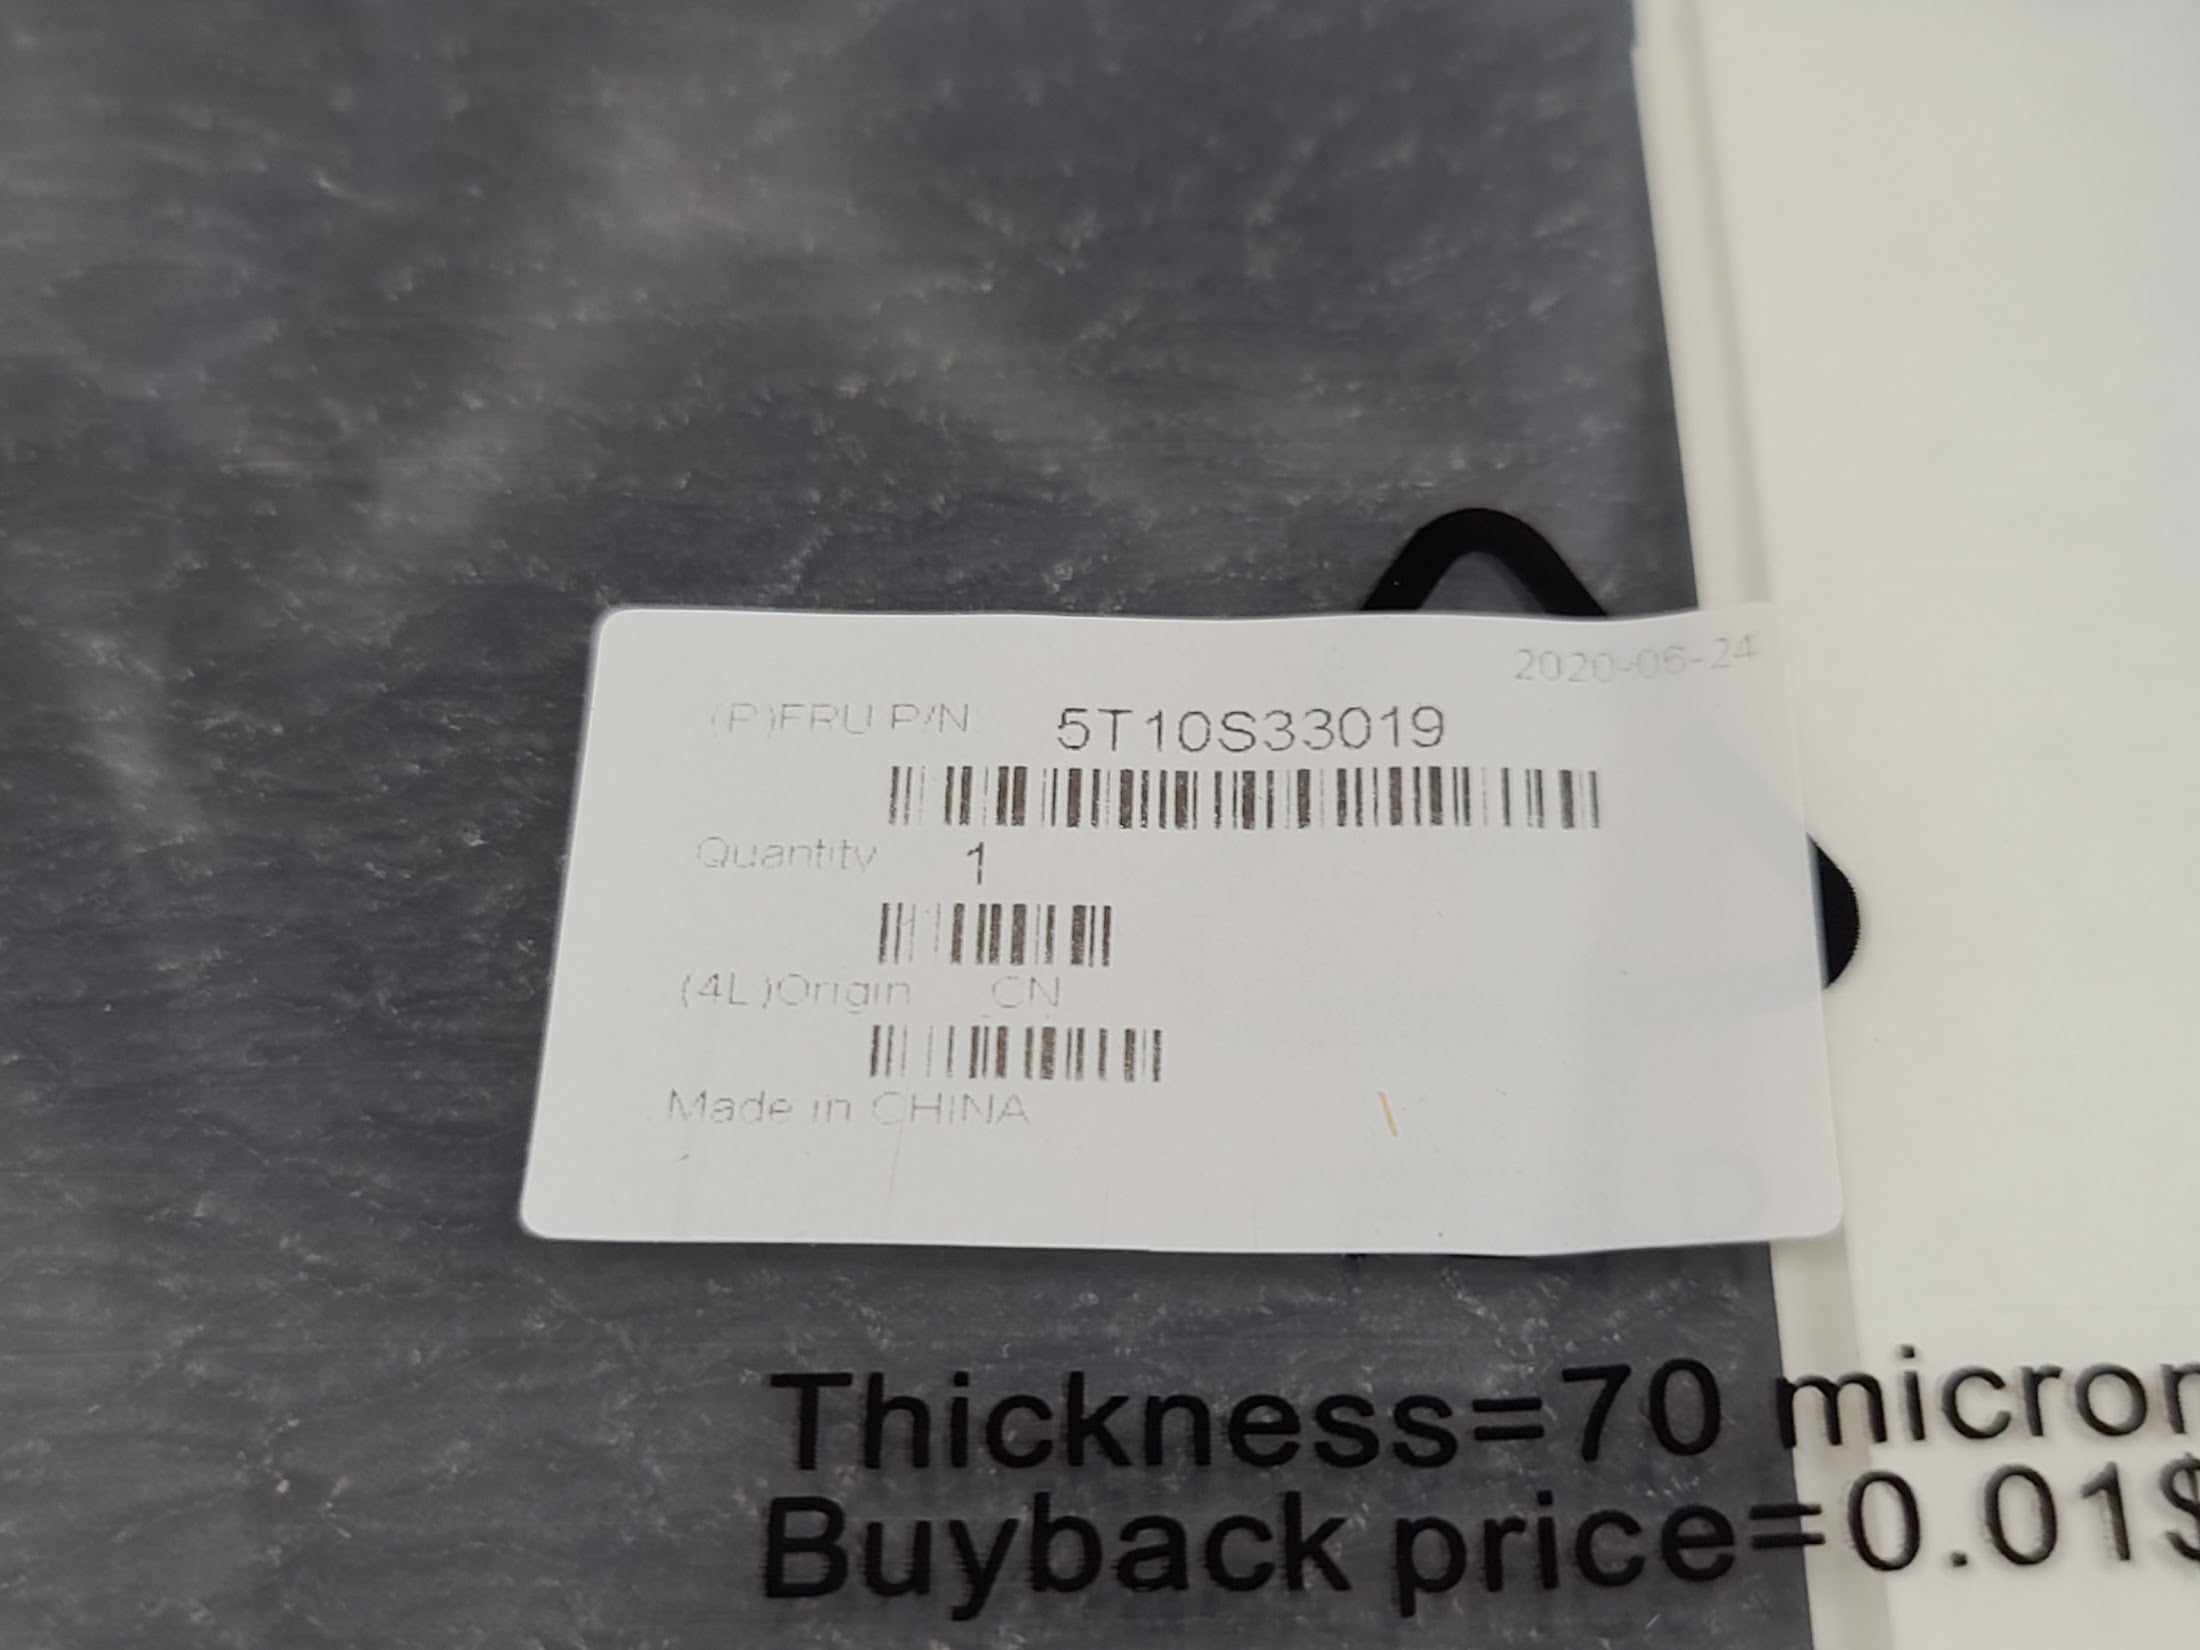 2020-06-24
(P)FRU P/N 5T10S33019
Quantity 1
(4L)Origin CN
Made in CHINA
Thickness=70 micron
Buyback price=0.01$